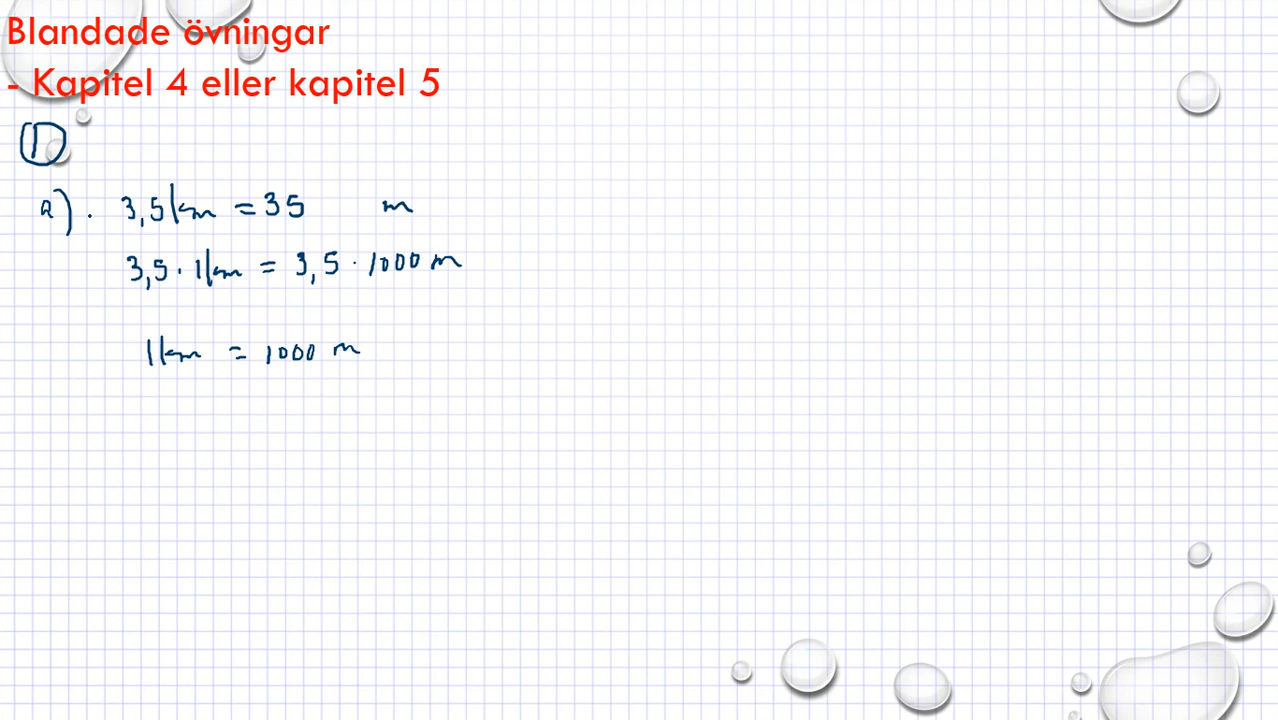 Blandade övningar
- Kapitel 4 eller kapitel 5
1
a). 3,5 km = 35 m
3,5 · 1 km = 3,5 · 1000 m
1 km = 1000 m